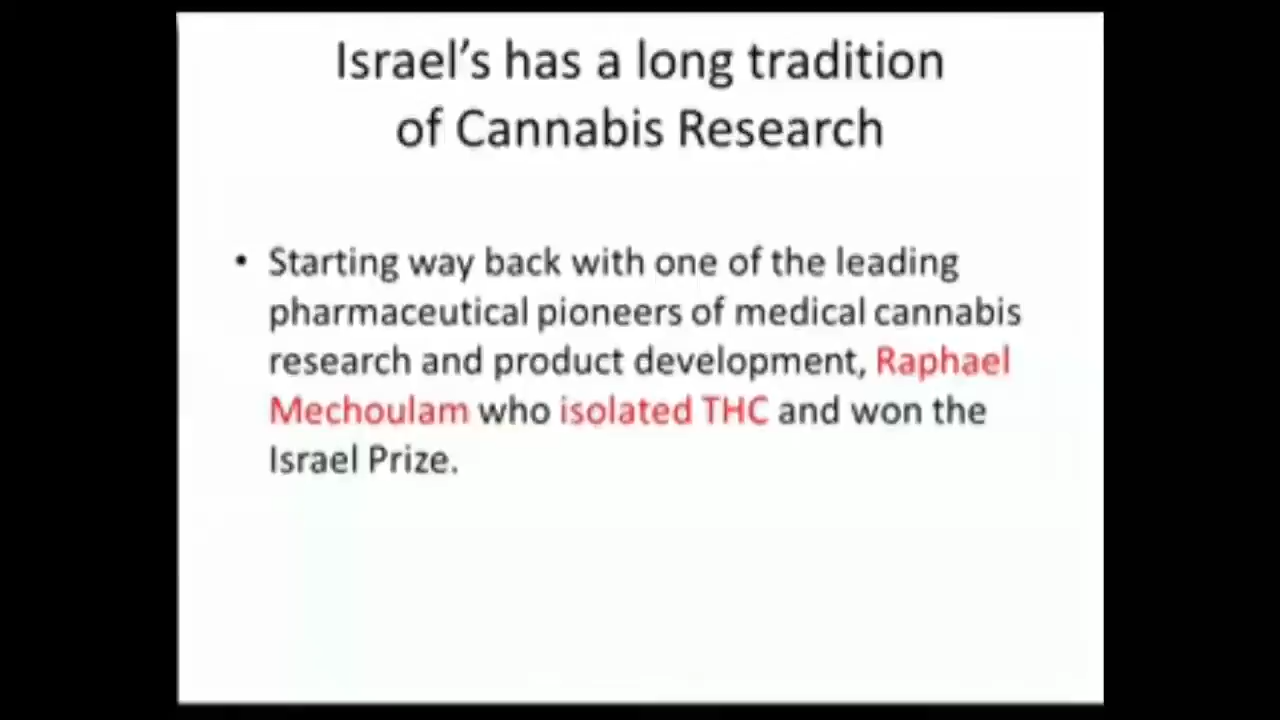 Israel’s has a long tradition
of Cannabis Research
• Starting way back with one of the leading
pharmaceutical pioneers of medical cannabis
research and product development, Raphael
Mechoulam who isolated THC and won the
Israel Prize.